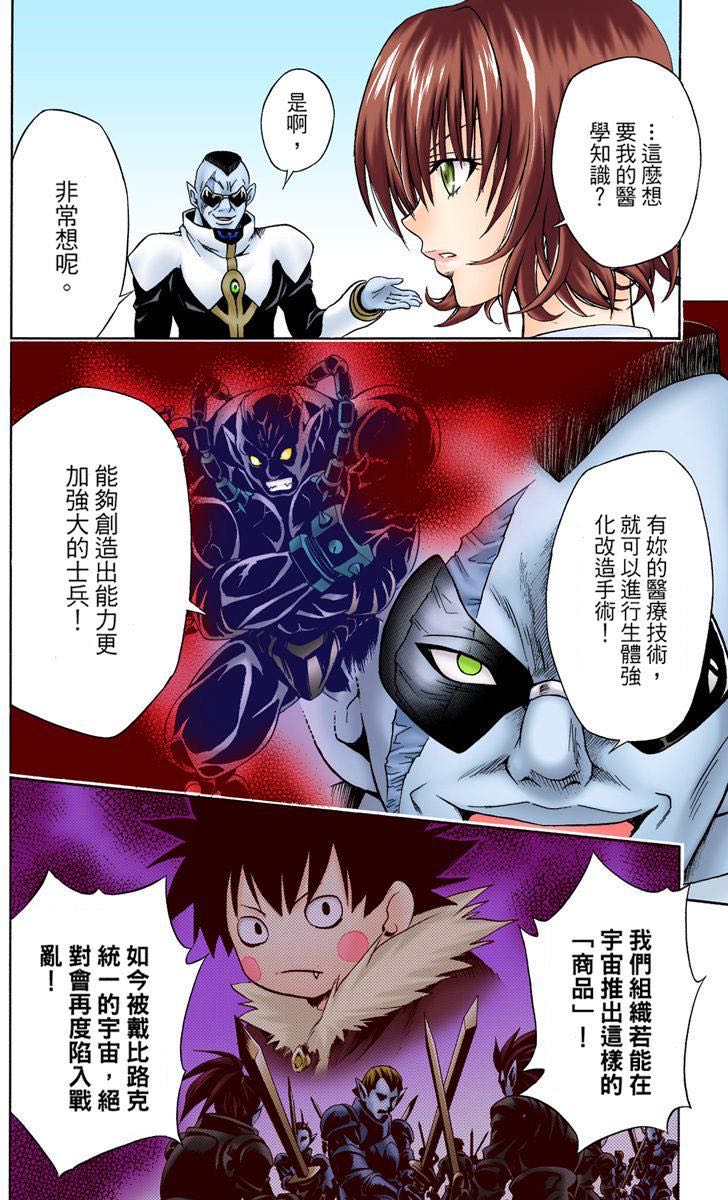 …這麼想
要我的醫
學知識？
是啊，
非常想呢。
有妳的醫療技術，
就可以進行生體強
化改造手術！
能夠創造出能力更
加強大的士兵！
我們組織若能在
宇宙推出這樣的
「商品」！
如今被戴比路克
統一的宇宙，絕
對會再度陷入戰
亂！